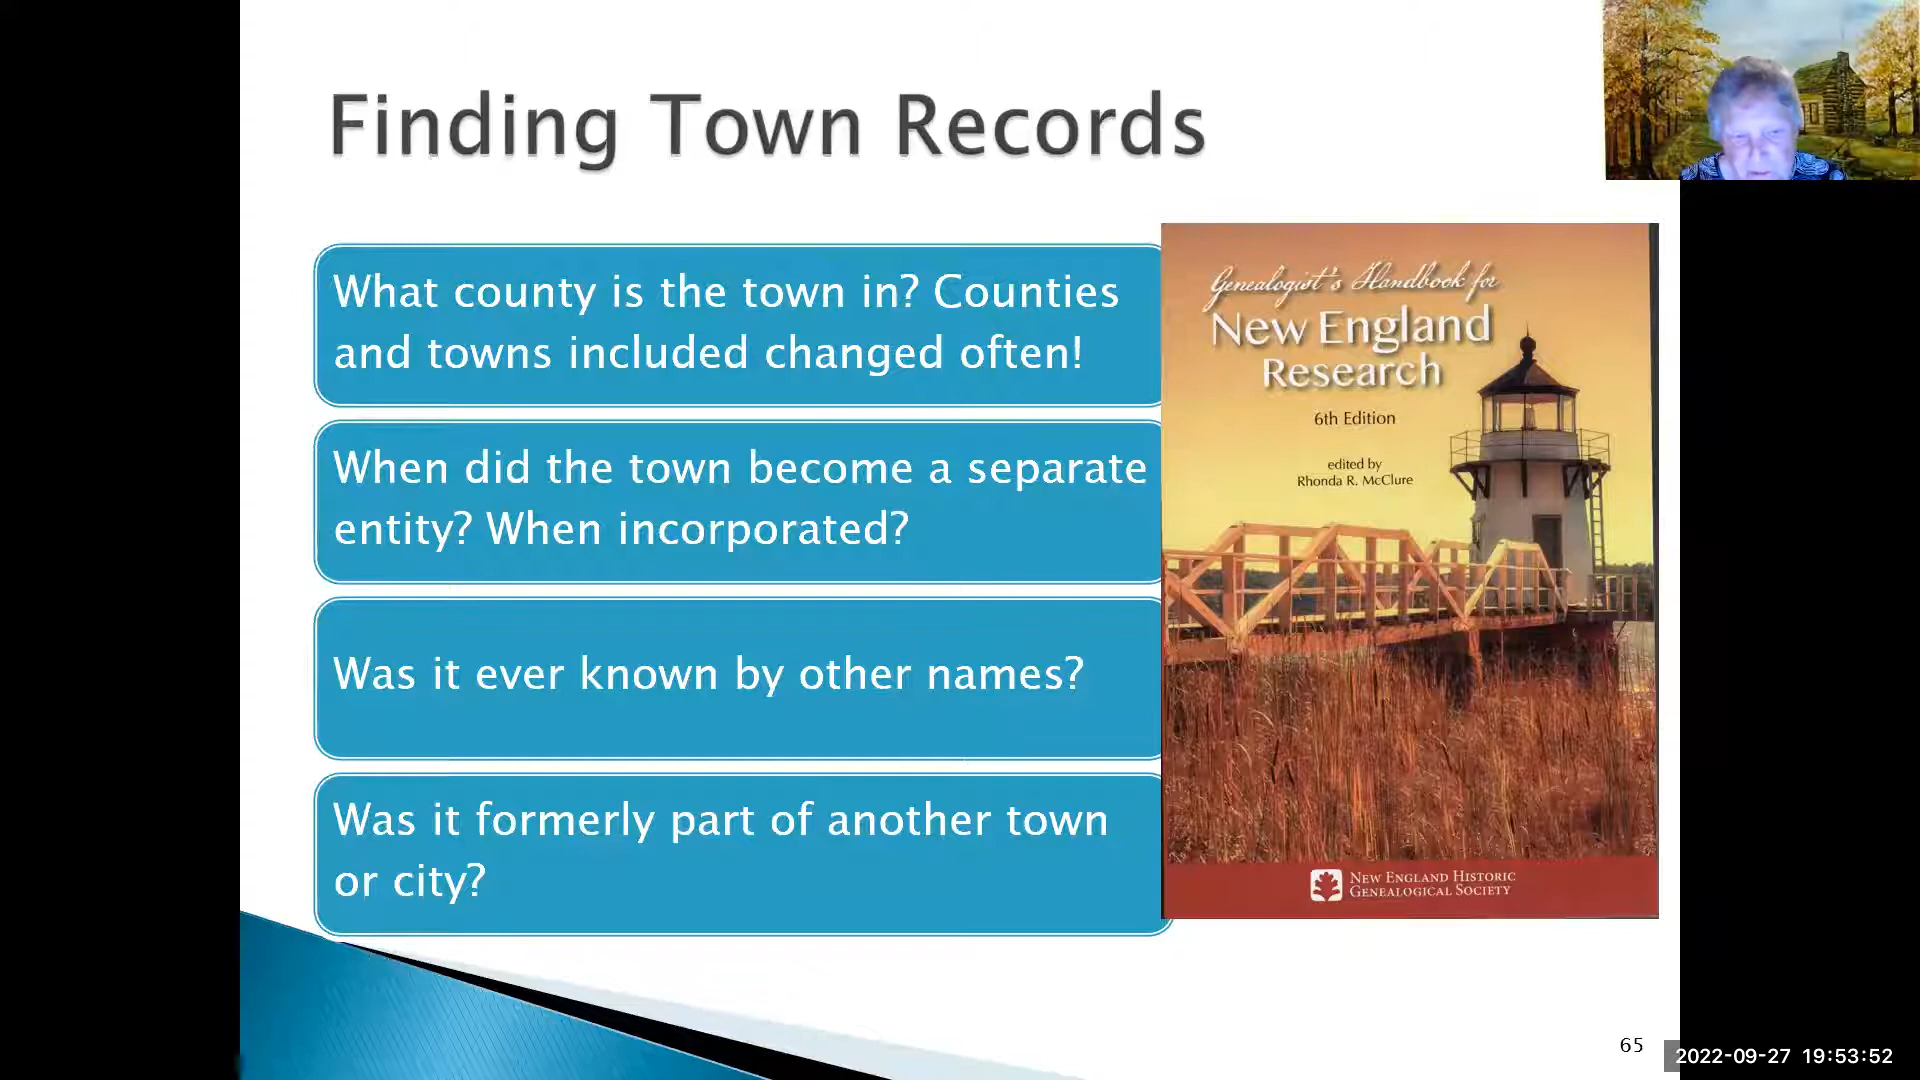 Finding Town Records
What county is the town in? Counties
and towns included changed often!
When did the town become a separate
entity? When incorporated?
Was it ever known by other names?
Was it formerly part of another town
or city?
Genealogist's Handbook for
New England
Research
6th Edition
edited by
Rhonda R. McClure
New England Historic
Genealogical Society
65
2022-09-27 19:53:52